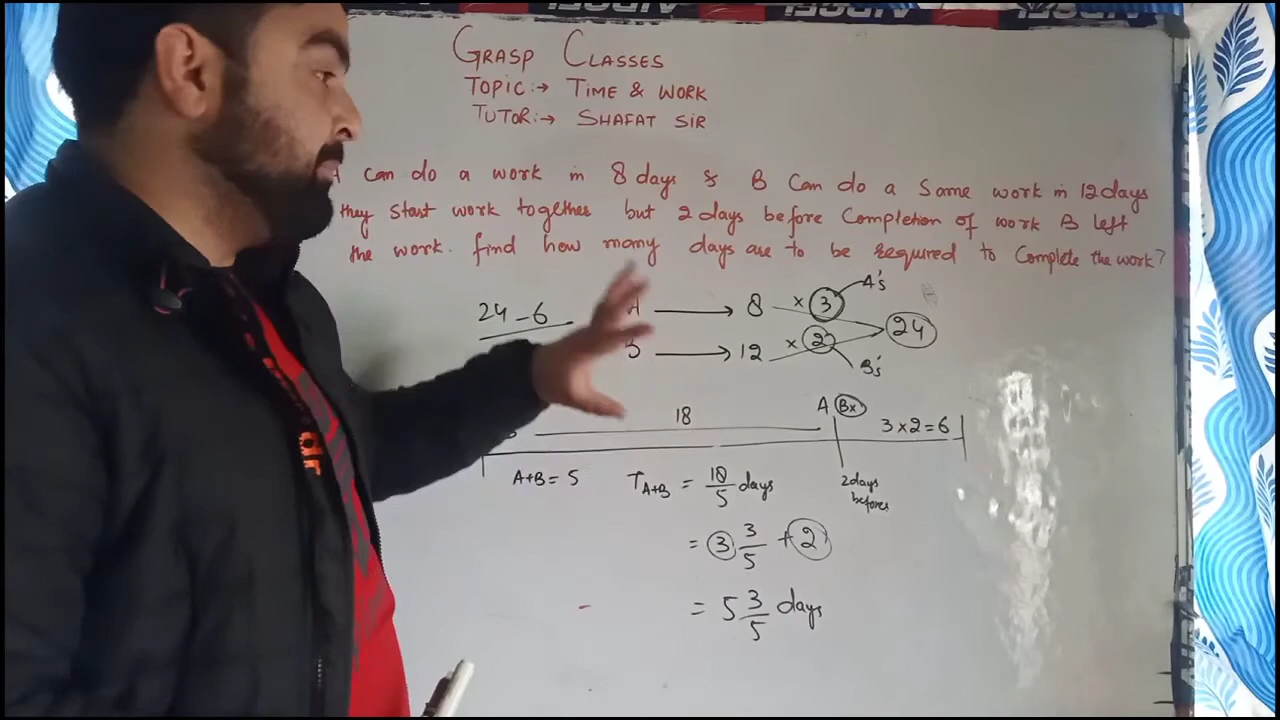 GRASP CLASSES
TOPIC:→ TIME & WORK
TUTOR:→ SHAFAT SIR
A can do a work in 8 days & B Can do a Same work in 12 days
they Start work together but 2 days before Completion of work B left
the work. find how many days are to be required to Complete the work?
24-6
A → 8 × 3 A's
24
B → 12 × 2 B's
18
A Bx
3×2=6
A+B = 5
T A+B = 18/5 days
2days
before
= 3 3/5 + 2
= 5 3/5 days